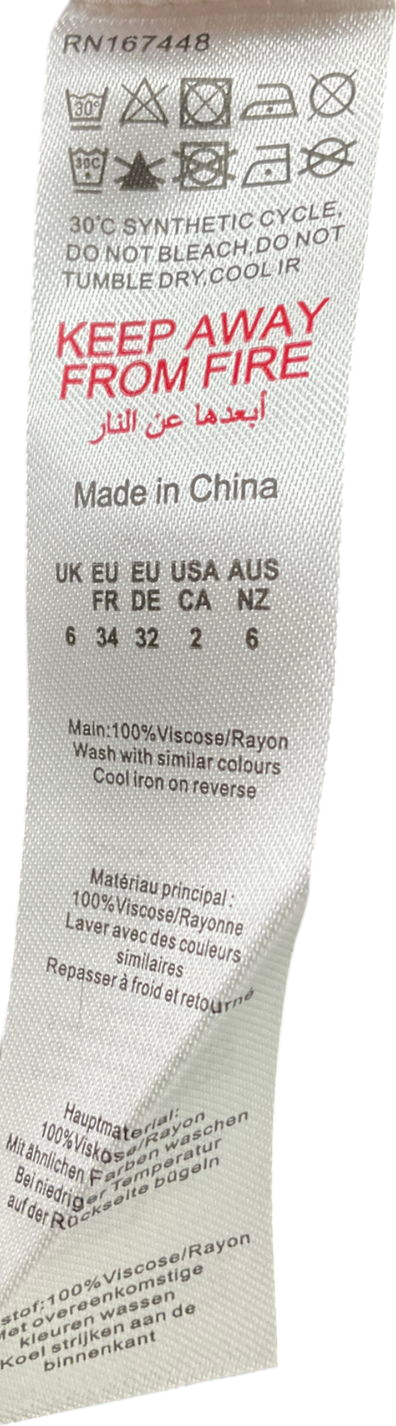 RN167448
30°
30C
30°C SYNTHETIC CYCLE,
DO NOT BLEACH,DO NOT
TUMBLE DRY,COOL IR
KEEP AWAY
FROM FIRE
أبعدها عن النار
Made in China
UK EU EU USA AUS
FR DE CA NZ
6 34 32 2 6
Main:100%Viscose/Rayon
Wash with similar colours
Cool iron on reverse
Matériau principal:
100%Viscose/Rayonne
Laver avec des couleurs
similaires
Repasser à froid et retourné
Hauptmaterial:
100%Viskose/Rayon
Mit ähnlichen Farben waschen
Bei niedriger Temperatur
auf der Rückseite bügeln
stof:100%Viscose/Rayon
Met overeenkomstige
kleuren wassen
Koel strijken aan de
binnenkant